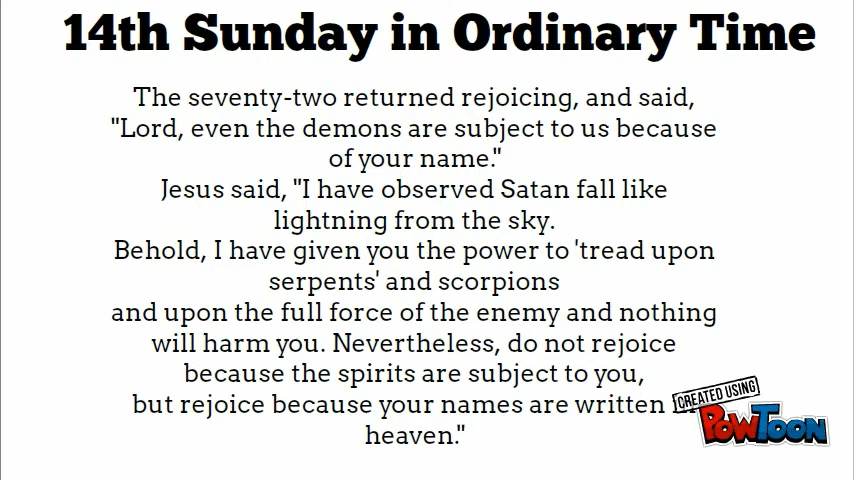 14th Sunday in Ordinary Time
The seventy-two returned rejoicing, and said,
"Lord, even the demons are subject to us because
of your name."
Jesus said, "I have observed Satan fall like
lightning from the sky.
Behold, I have given you the power to 'tread upon
serpents' and scorpions
and upon the full force of the enemy and nothing
will harm you. Nevertheless, do not rejoice
because the spirits are subject to you,
but rejoice because your names are written
heaven."
CREATED USING
POWTOON